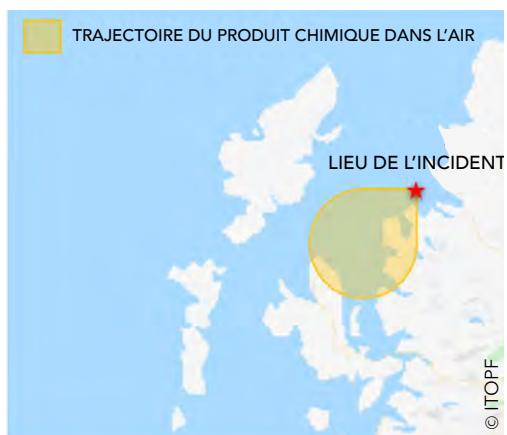 TRAJECTOIRE DU PRODUIT CHIMIQUE DANS L'AIR
LIEU DE L'INCIDENT
© ITOPF